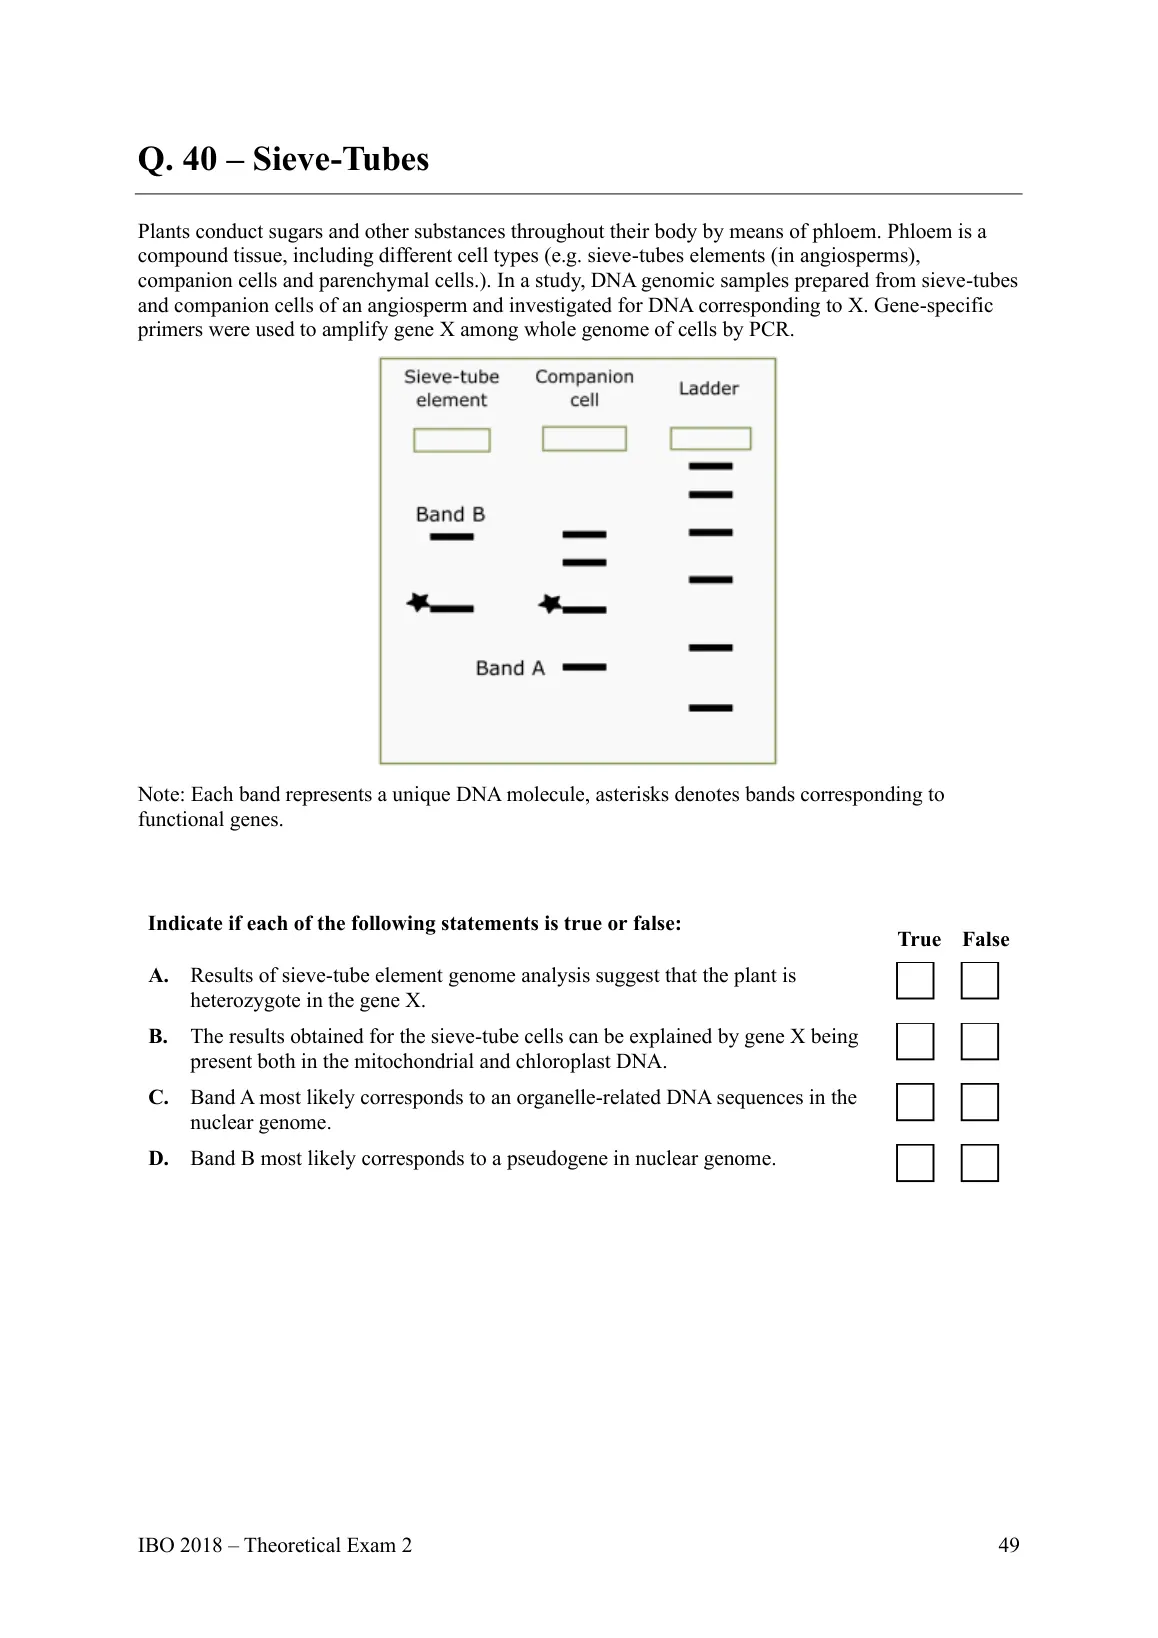 Q. 40 – Sieve-Tubes
Plants conduct sugars and other substances throughout their body by means of phloem. Phloem is a
compound tissue, including different cell types (e.g. sieve-tubes elements (in angiosperms),
companion cells and parenchymal cells.). In a study, DNA genomic samples prepared from sieve-tubes
and companion cells of an angiosperm and investigated for DNA corresponding to X. Gene-specific
primers were used to amplify gene X among whole genome of cells by PCR.
Sieve-tube element
Companion cell
Ladder
Band B
Band A
Note: Each band represents a unique DNA molecule, asterisks denotes bands corresponding to
functional genes.
Indicate if each of the following statements is true or false:
True False
A. Results of sieve-tube element genome analysis suggest that the plant is
heterozygote in the gene X.
B. The results obtained for the sieve-tube cells can be explained by gene X being
present both in the mitochondrial and chloroplast DNA.
C. Band A most likely corresponds to an organelle-related DNA sequences in the
nuclear genome.
D. Band B most likely corresponds to a pseudogene in nuclear genome.
IBO 2018 – Theoretical Exam 2 49